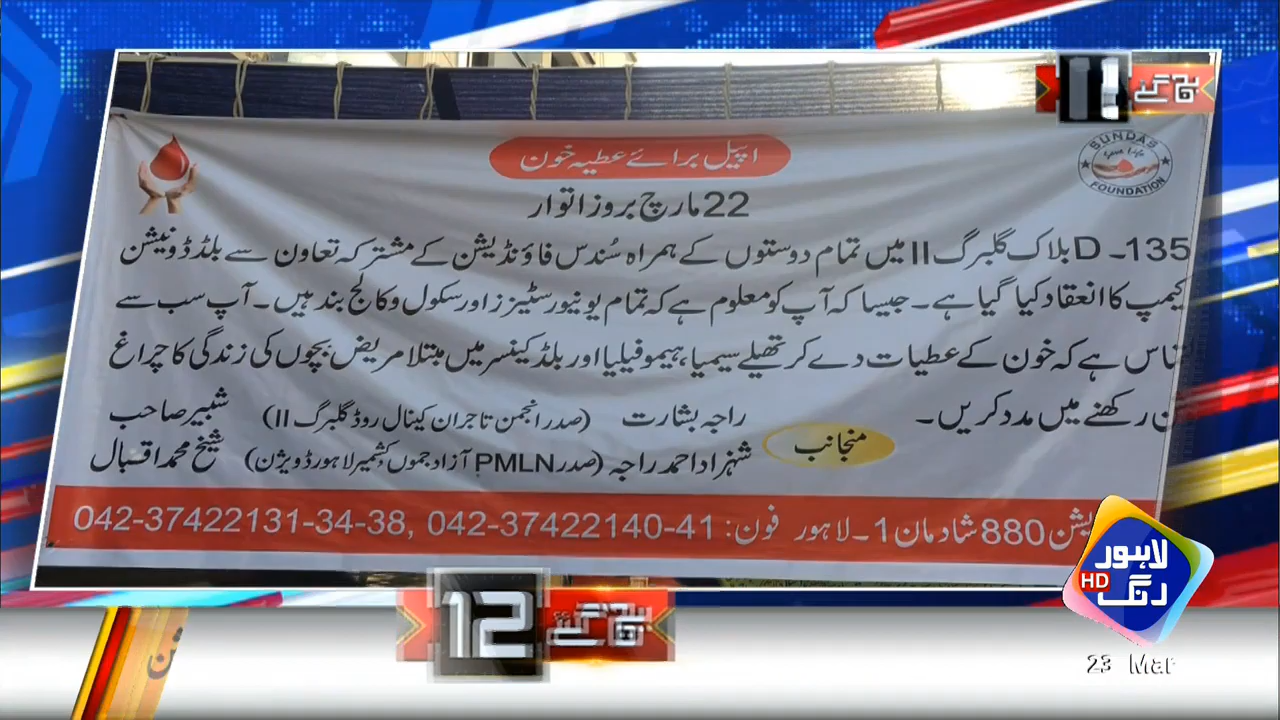 11 بج گئے
SUNDAS
Save Life
FOUNDATION
اپیل برائے عطیہ خون
22 مارچ بروز اتوار
135۔D بلاک گلبرگ II میں تمام دوستوں کے ہمراہ سُندس فاؤنڈیشن کے مشترکہ تعاون سے بلڈ ڈونیشن
کیمپ کا انعقاد کیا گیا ہے۔ جیسا کہ آپ کو معلوم ہے کہ تمام یونیورسٹیز اور سکول و کالج بند ہیں۔ آپ سب سے
ہے کہ خون کے عطیات دے کر تھیلے سیمیا، ہیموفیلیا اور بلڈ کینسر میں مبتلا مریض بچوں کی زندگی کا چراغ
رکھنے میں مدد کریں۔
منجانب
راجہ بشارت (صدر انجمن تاجران کینال روڈ گلبرگ II) شبیر صاحب
شہزاد احمد راجہ (صدر PMLN آزاد جموں کشمیر لاہور ڈویژن) شیخ محمد اقبال
880 شادمان 1۔ لاہور فون: 042-37422131-34-38, 042-37422140-41
لاہور
رنگ
HD
12 بج گئے
23 Mar